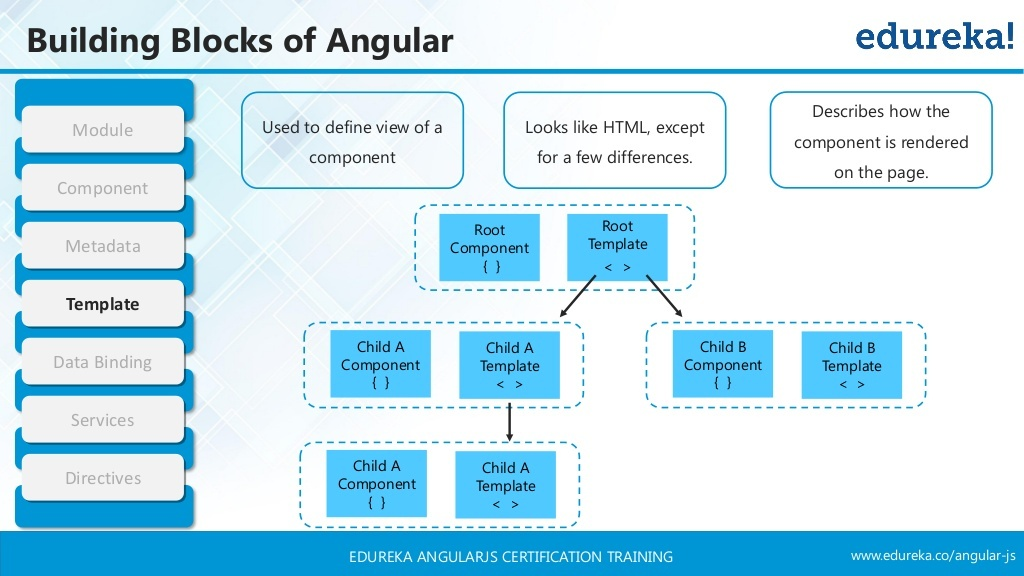 Building Blocks of Angular
edureka!
Module
Component
Metadata
Template
Data Binding
Services
Directives
Used to define view of a
component
Looks like HTML, except
for a few differences.
Describes how the
component is rendered
on the page.
Root
Component
{ }
Root
Template
< >
Child A
Component
{ }
Child A
Template
< >
Child B
Component
{ }
Child B
Template
< >
Child A
Component
{ }
Child A
Template
< >
EDUREKA ANGULARJS CERTIFICATION TRAINING
www.edureka.co/angular-js